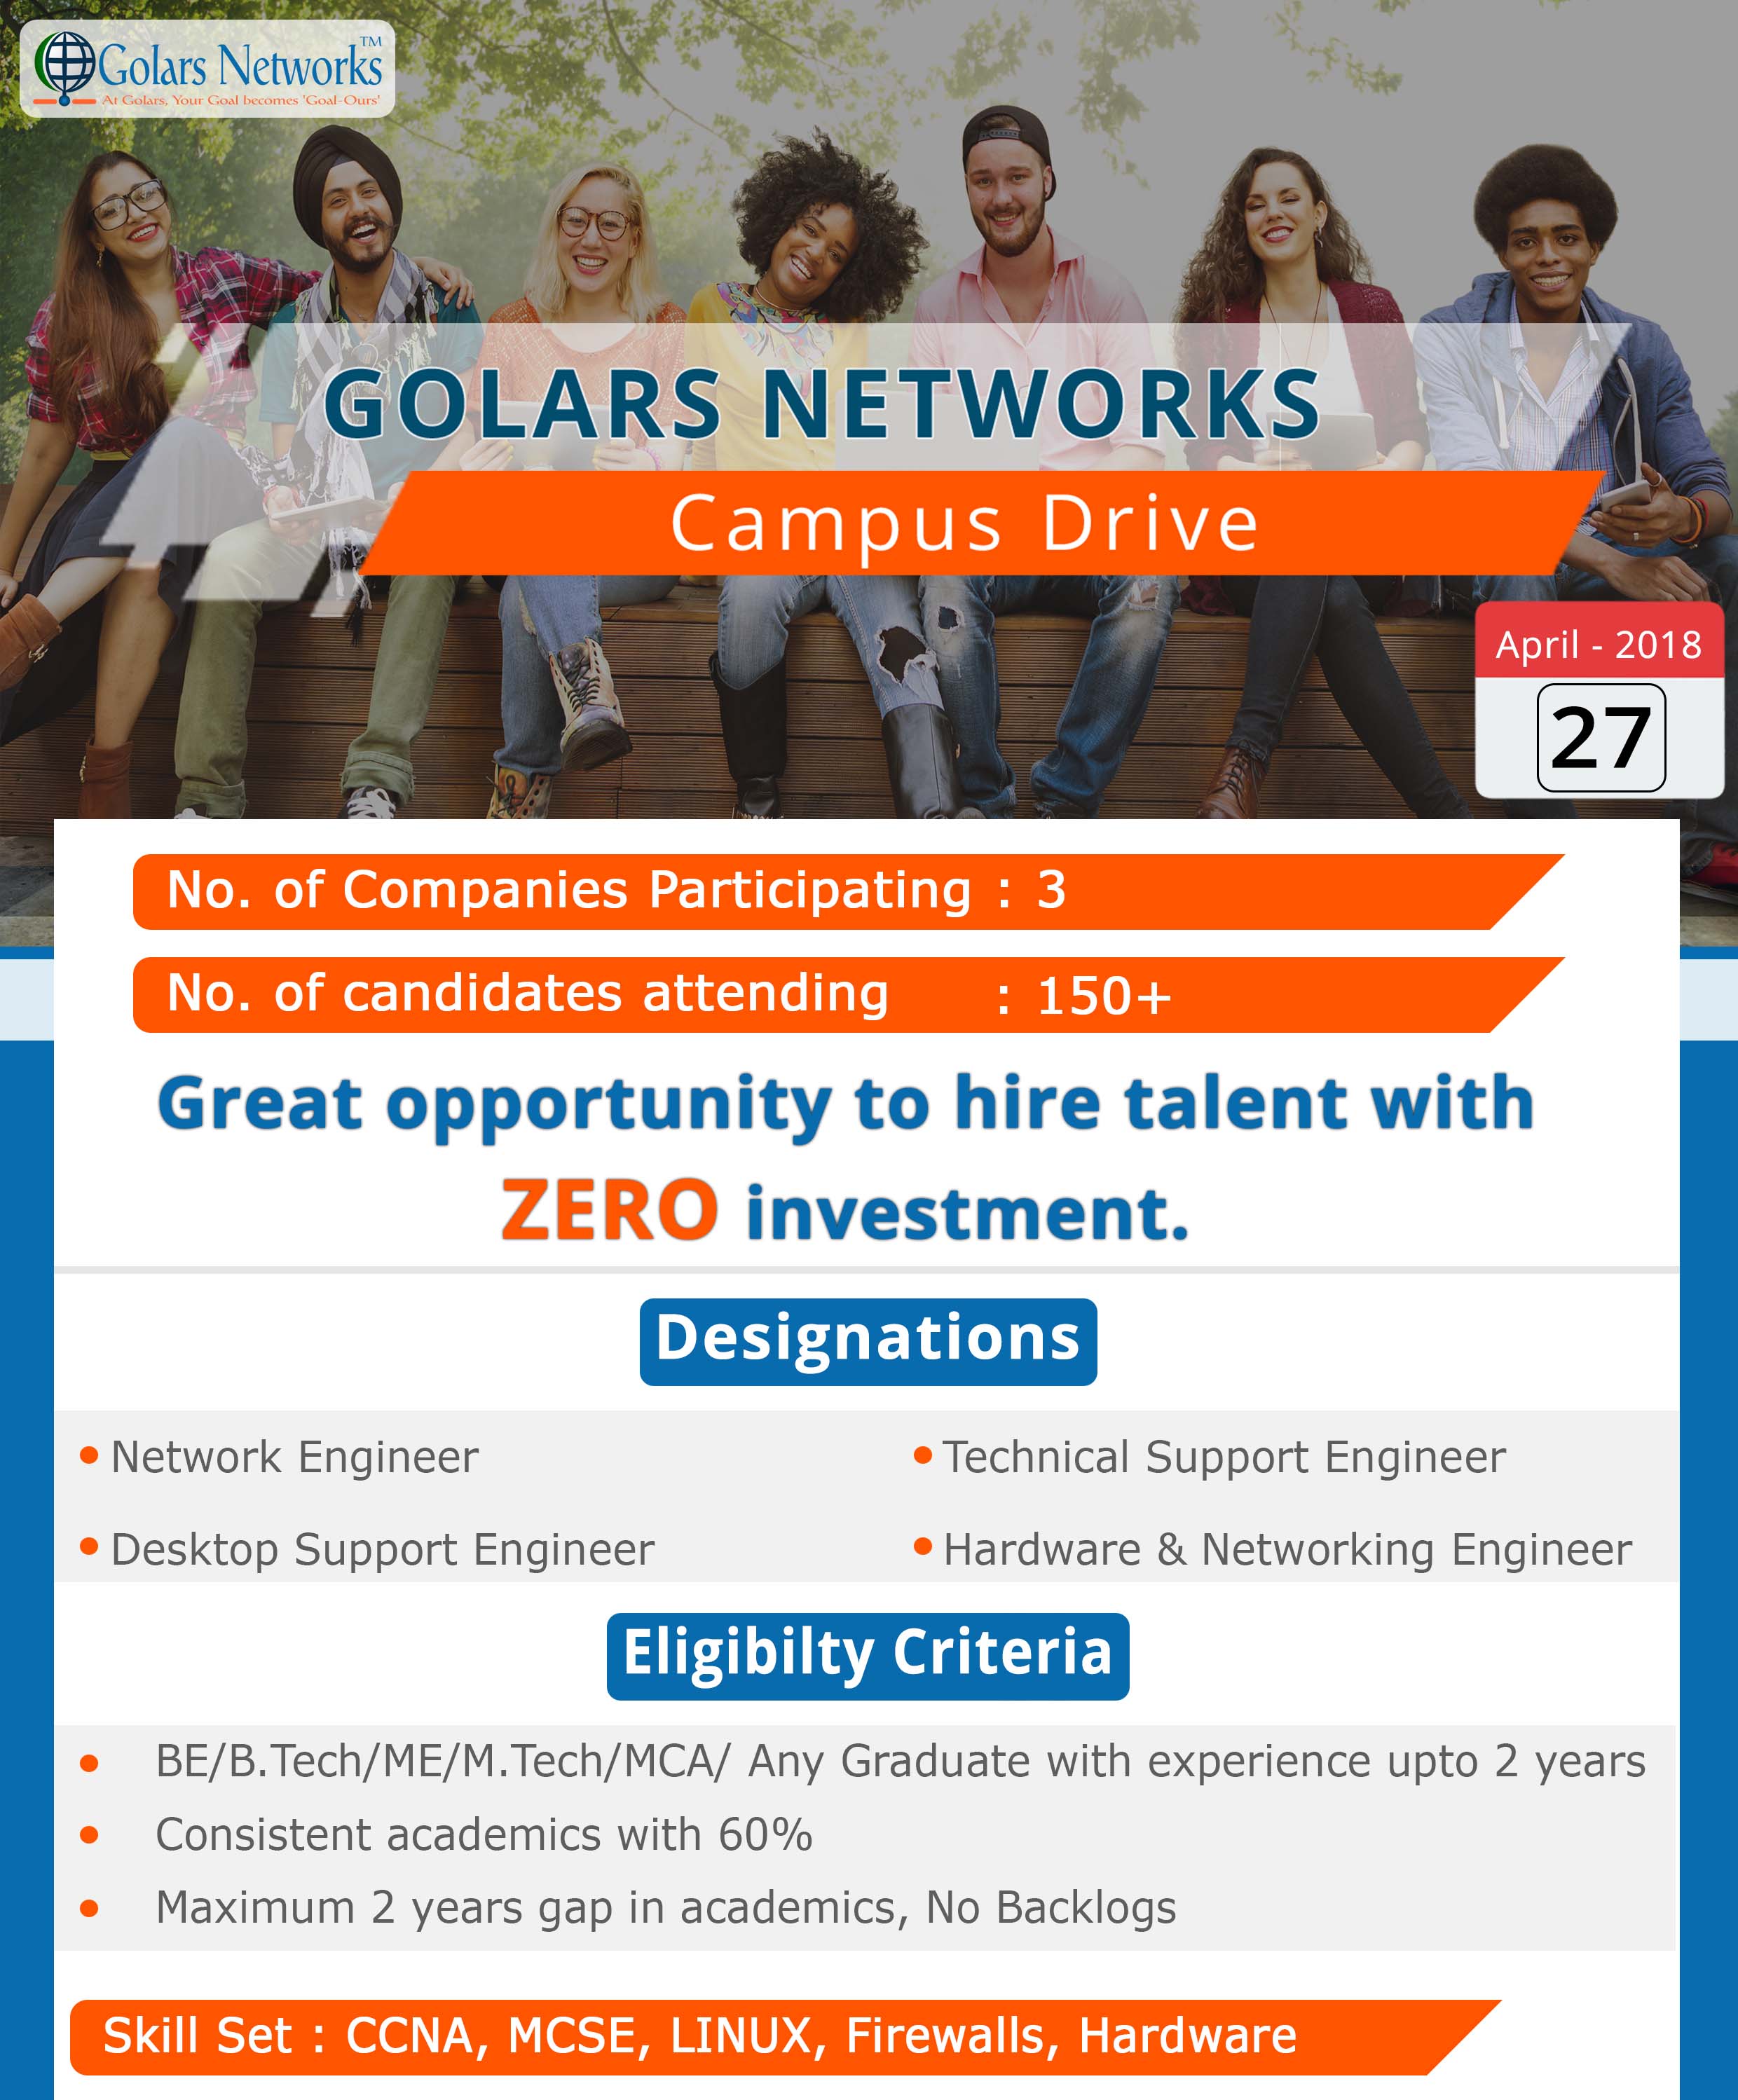 Golars Networks™
At Golars, Your Goal becomes 'Goal-Ours'
GOLARS NETWORKS
Campus Drive
April - 2018
27
No. of Companies Participating : 3
No. of candidates attending : 150+
Great opportunity to hire talent with
ZERO investment.
Designations
Network Engineer
Technical Support Engineer
Desktop Support Engineer
Hardware & Networking Engineer
Eligibilty Criteria
BE/B.Tech/ME/M.Tech/MCA/ Any Graduate with experience upto 2 years
Consistent academics with 60%
Maximum 2 years gap in academics, No Backlogs
Skill Set : CCNA, MCSE, LINUX, Firewalls, Hardware